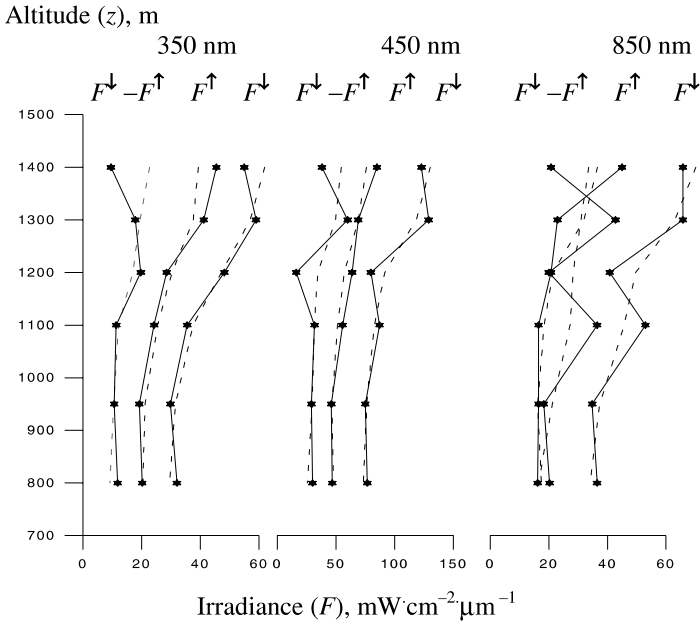 Altitude (z), m
350 nm 450 nm 850 nm
F↓ –F↑ F↑ F↓ F↓ –F↑ F↑ F↓ F↓ –F↑ F↑ F↓
1500
1400
1300
1200
1100
1000
900
800
700
0 20 40 60 0 50 100 150 0 20 40 60
Irradiance (F), mW·cm⁻²·μm⁻¹